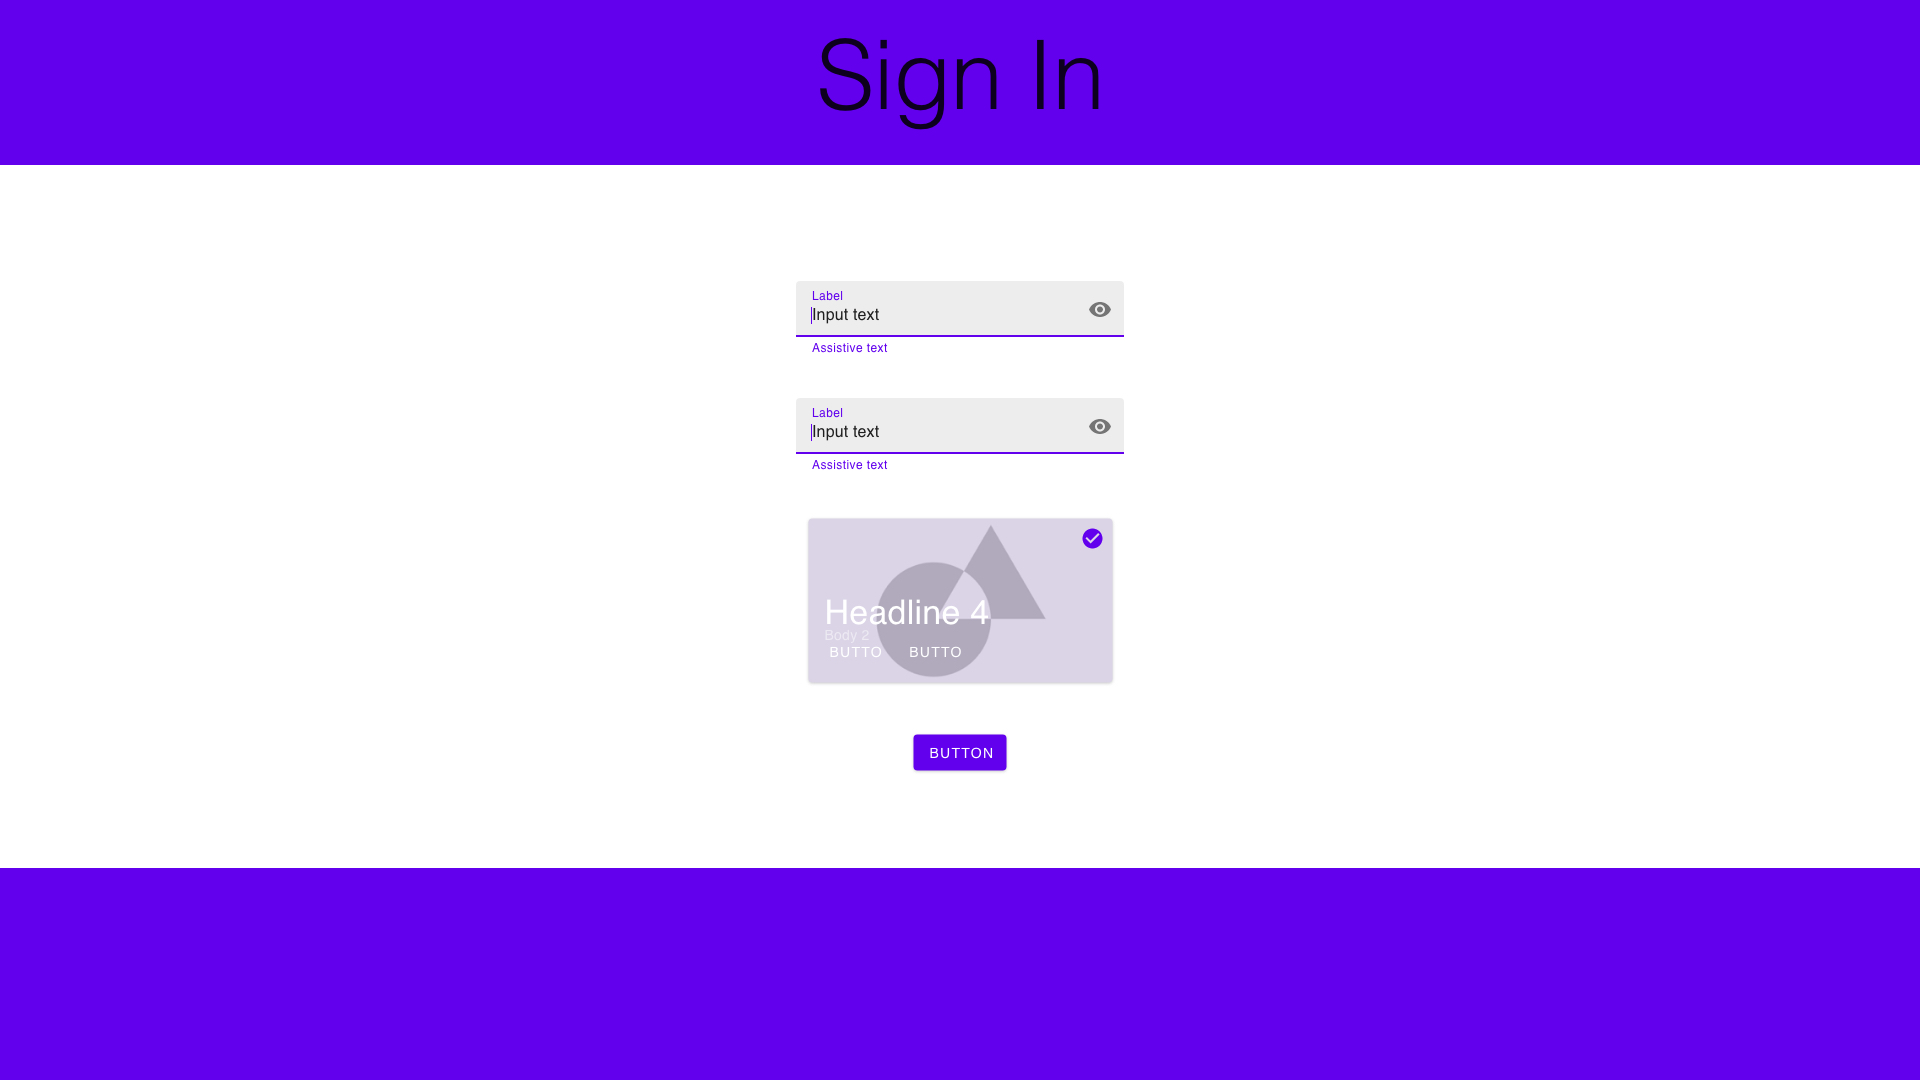 Sign In
Label
Input text
Assistive text
Label
Input text
Assistive text
Headline 4
Body 2
BUTTO BUTTO
BUTTON